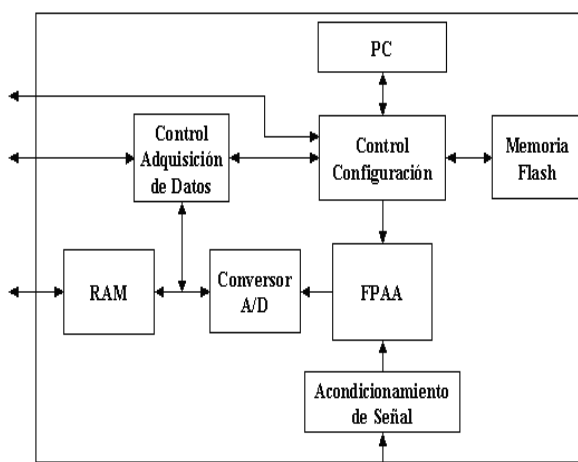 PC
Control
Adquisición
de Datos
Control
Configuración
Memoria
Flash
RAM
Conversor
A/D
FPAA
Acondicionamiento
de Señal